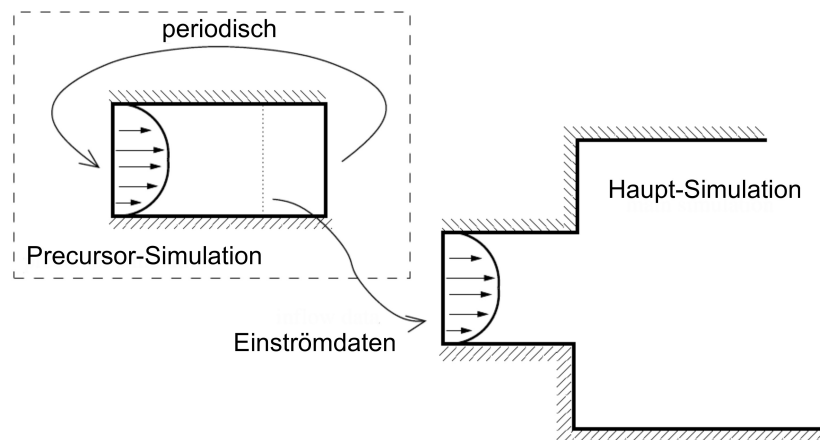 periodisch
Precursor-Simulation
Haupt-Simulation
Einströmdaten